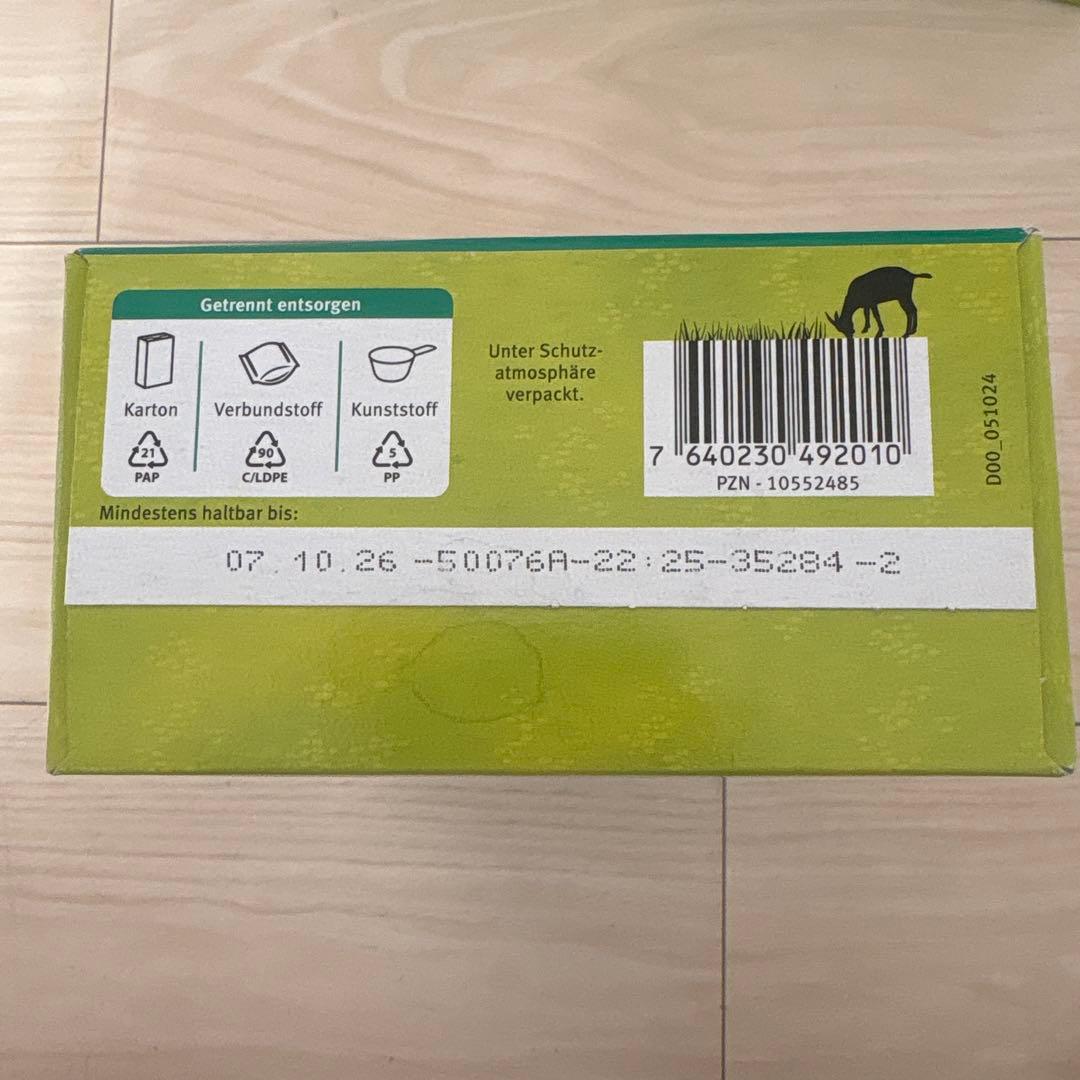 Getrennt entsorgen
Karton
Verbundstoff
Kunststoff
21
PAP
90
C/LDPE
5
PP
Unter Schutz-
atmosphäre
verpackt.
7 640230 492010
PZN - 10552485
D00_051024
Mindestens haltbar bis:
07.10.26 -50076A-22:25-35284-2